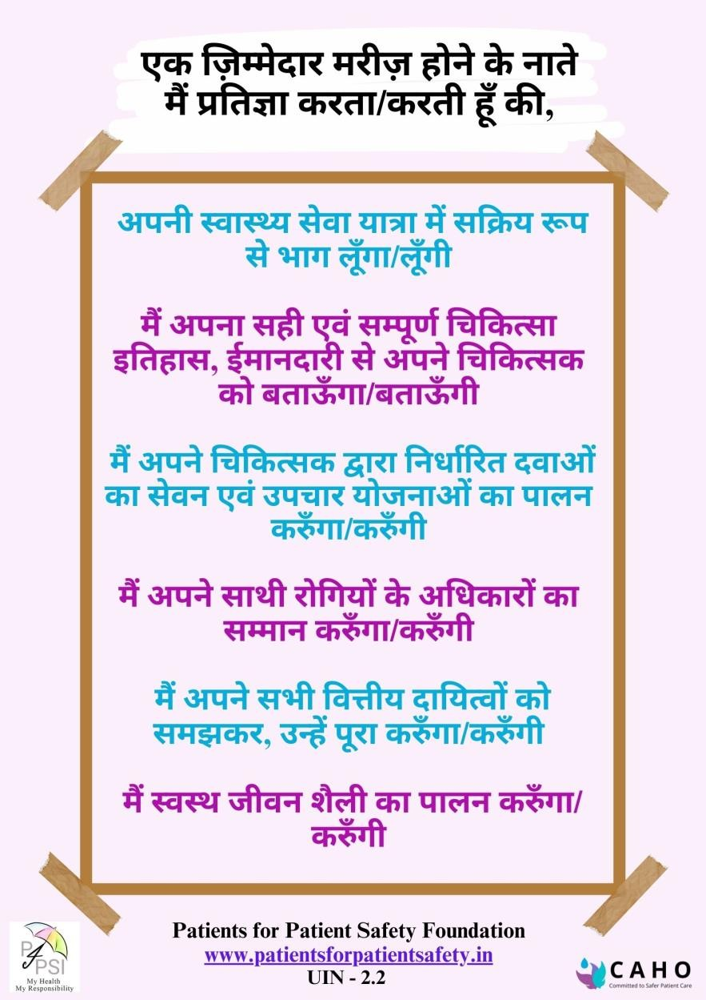 एक ज़िम्मेदार मरीज़ होने के नाते
मैं प्रतिज्ञा करता/करती हूँ की,
अपनी स्वास्थ्य सेवा यात्रा में सक्रिय रूप
से भाग लूँगा/लूँगी
मैं अपना सही एवं सम्पूर्ण चिकित्सा
इतिहास, ईमानदारी से अपने चिकित्सक
को बताऊँगा/बताऊँगी
मैं अपने चिकित्सक द्वारा निर्धारित दवाओं
का सेवन एवं उपचार योजनाओं का पालन
करुँगा/करुँगी
मैं अपने साथी रोगियों के अधिकारों का
सम्मान करुँगा/करुँगी
मैं अपने सभी वित्तीय दायित्वों को
समझकर, उन्हें पूरा करुँगा/करुँगी
मैं स्वस्थ जीवन शैली का पालन करुँगा/
करुँगी
Patients for Patient Safety Foundation
www.patientsforpatientsafety.in
UIN - 2.2
P4PSI
My Health
My Responsibility
CAHO
Committed to Safer Patient Care